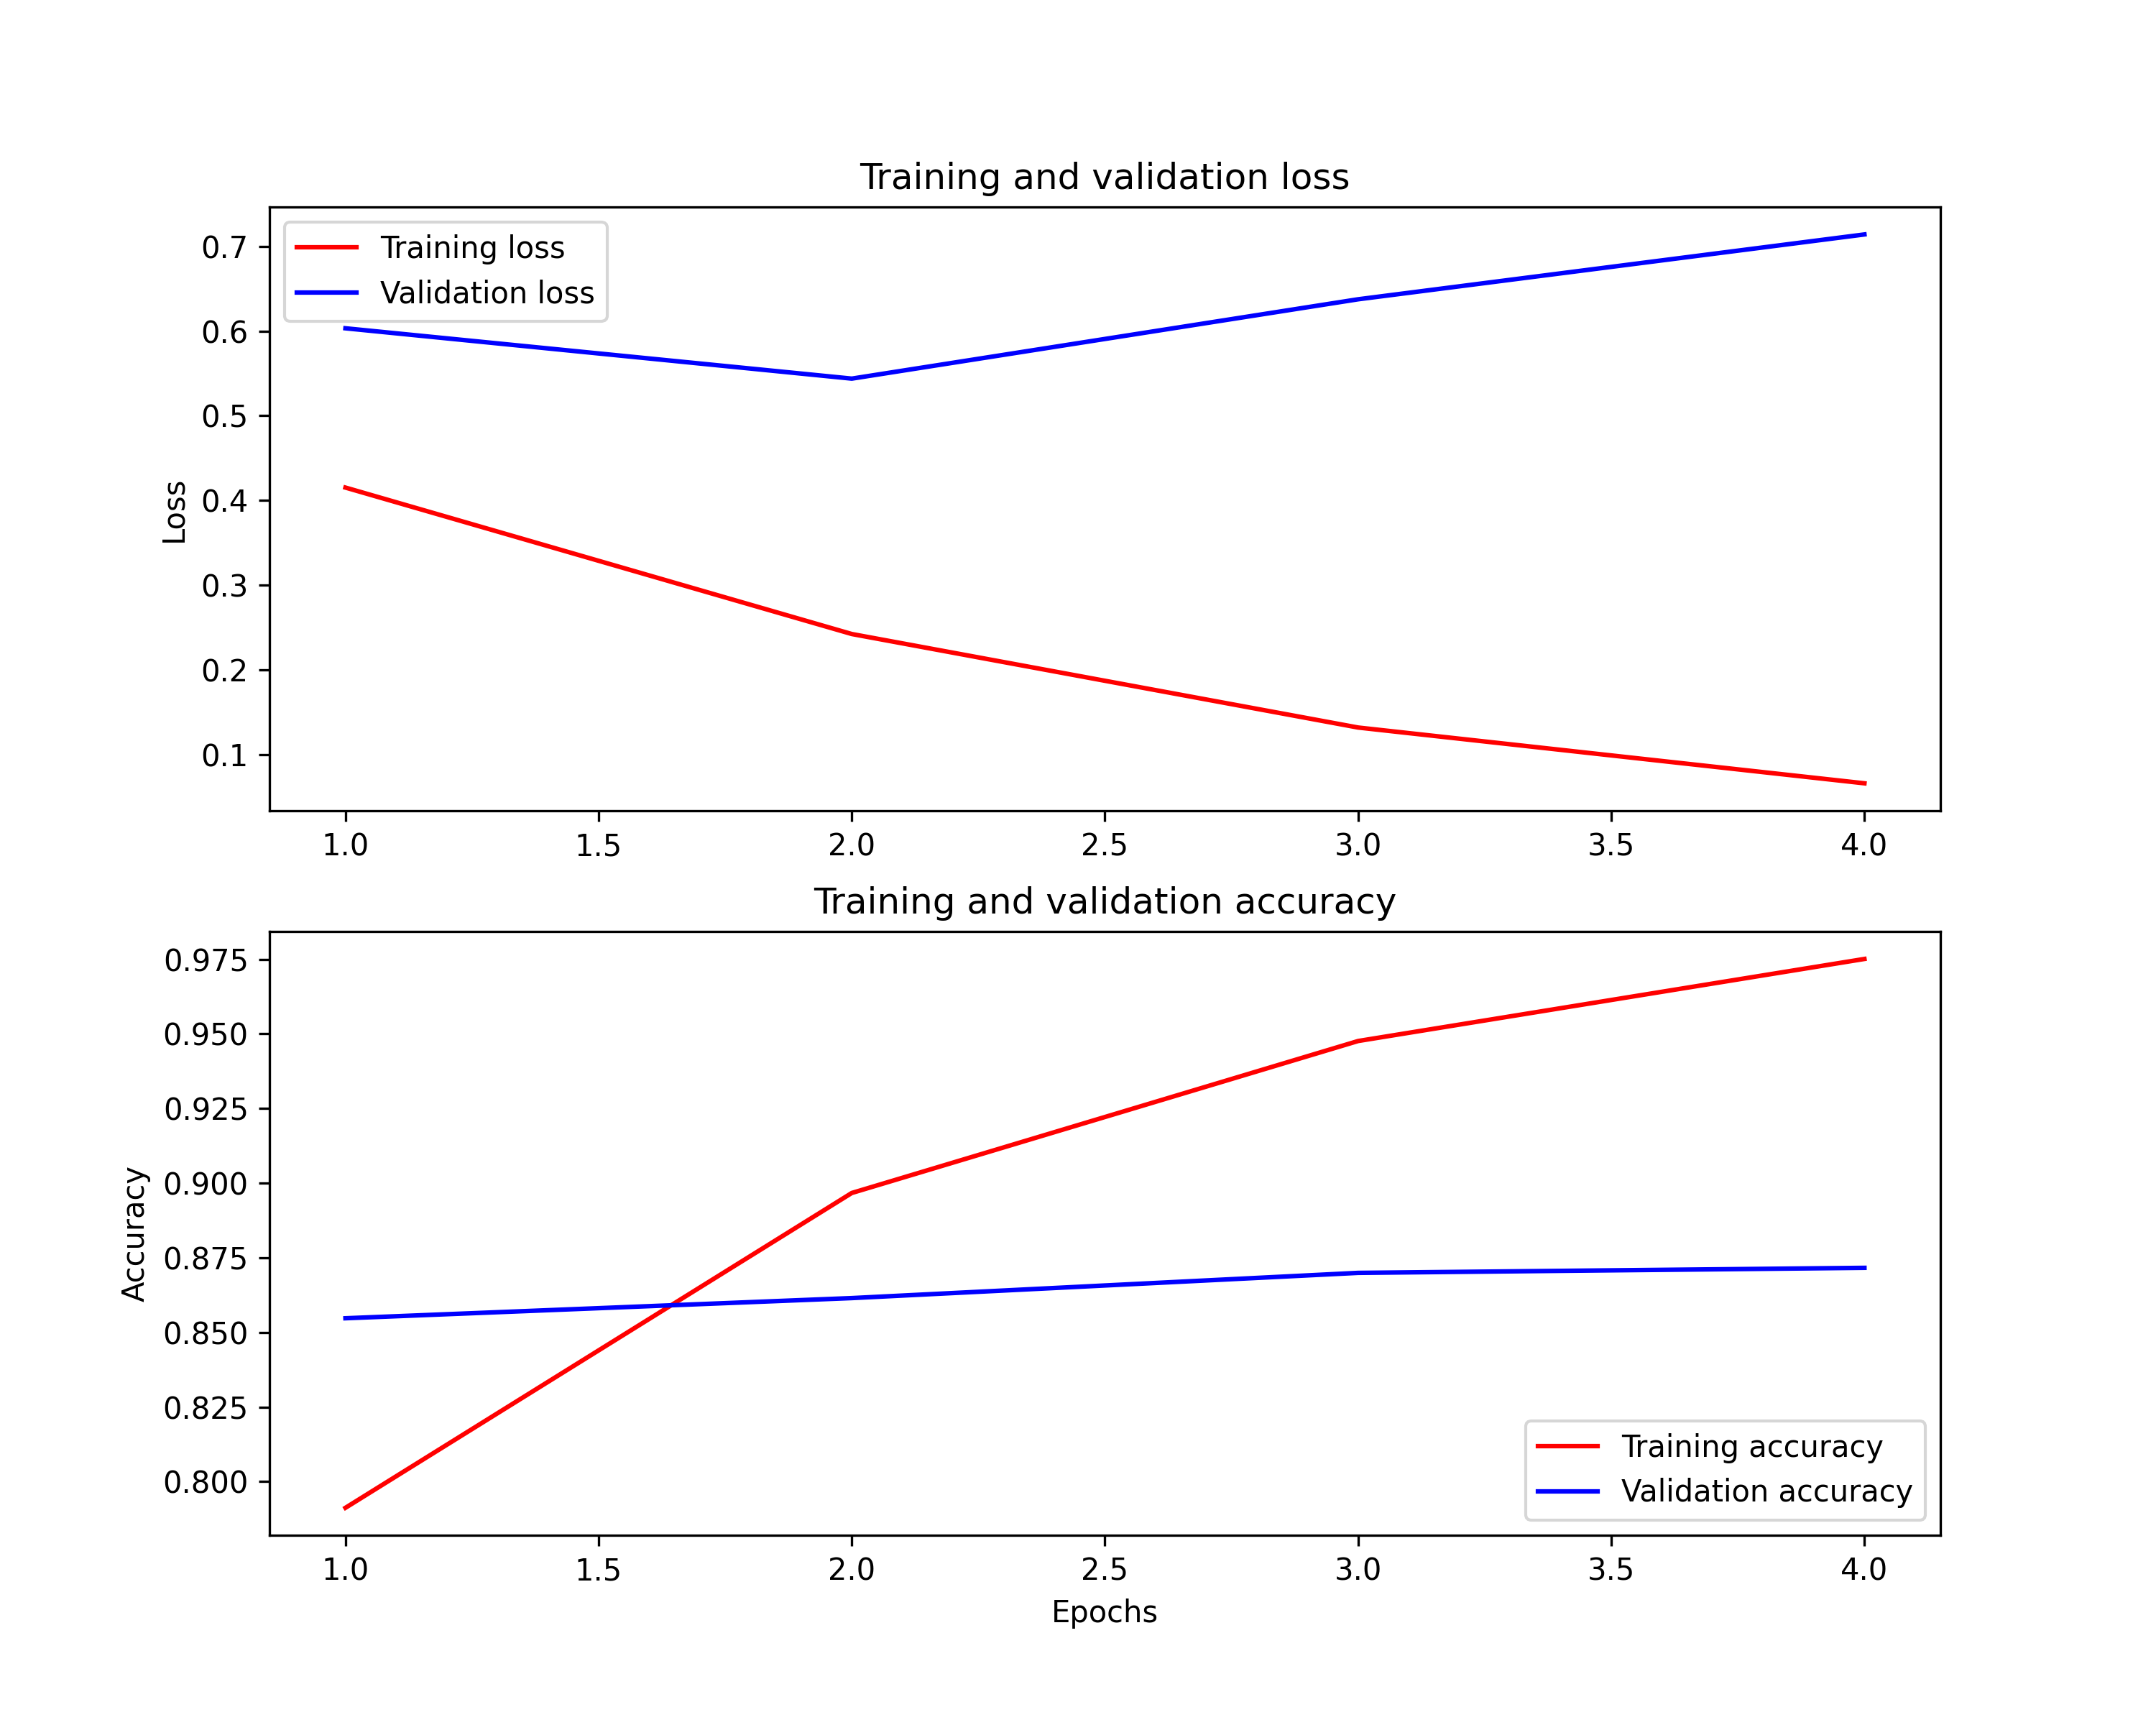 Training and validation loss
Training loss
Validation loss
Loss
0.7
0.6
0.5
0.4
0.3
0.2
0.1
1.0 1.5 2.0 2.5 3.0 3.5 4.0
Training and validation accuracy
Accuracy
0.975
0.950
0.925
0.900
0.875
0.850
0.825
0.800
Training accuracy
Validation accuracy
1.0 1.5 2.0 2.5 3.0 3.5 4.0
Epochs